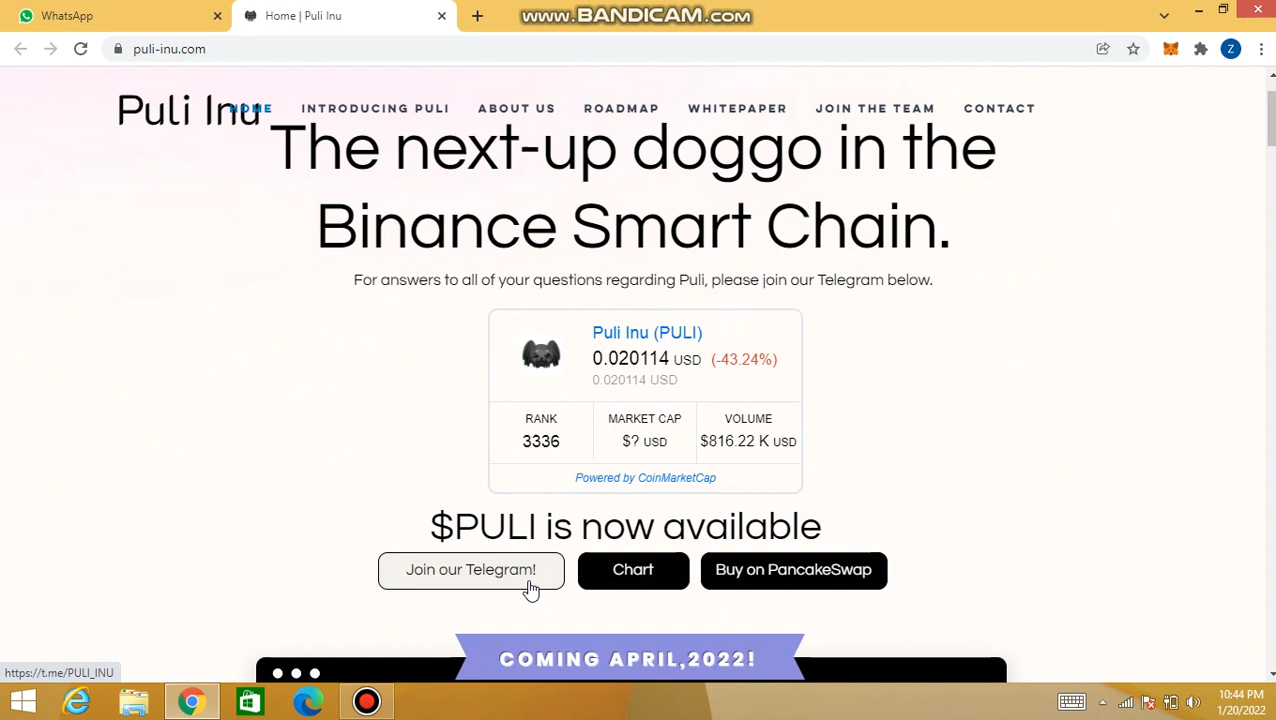 WhatsApp
Home | Puli Inu
www.BANDICAM.com
puli-inu.com
Z
Puli Inu
HOME
INTRODUCING PULI
ABOUT US
ROADMAP
WHITEPAPER
JOIN THE TEAM
CONTACT
The next-up doggo in the
Binance Smart Chain.
For answers to all of your questions regarding Puli, please join our Telegram below.
Puli Inu (PULI)
0.020114 USD (-43.24%)
0.020114 USD
RANK
3336
MARKET CAP
$? USD
VOLUME
$816.22 K USD
Powered by CoinMarketCap
$PULI is now available
Join our Telegram!
Chart
Buy on PancakeSwap
COMING APRIL,2022!
https://t.me/PULI_INU
10:44 PM
1/20/2022